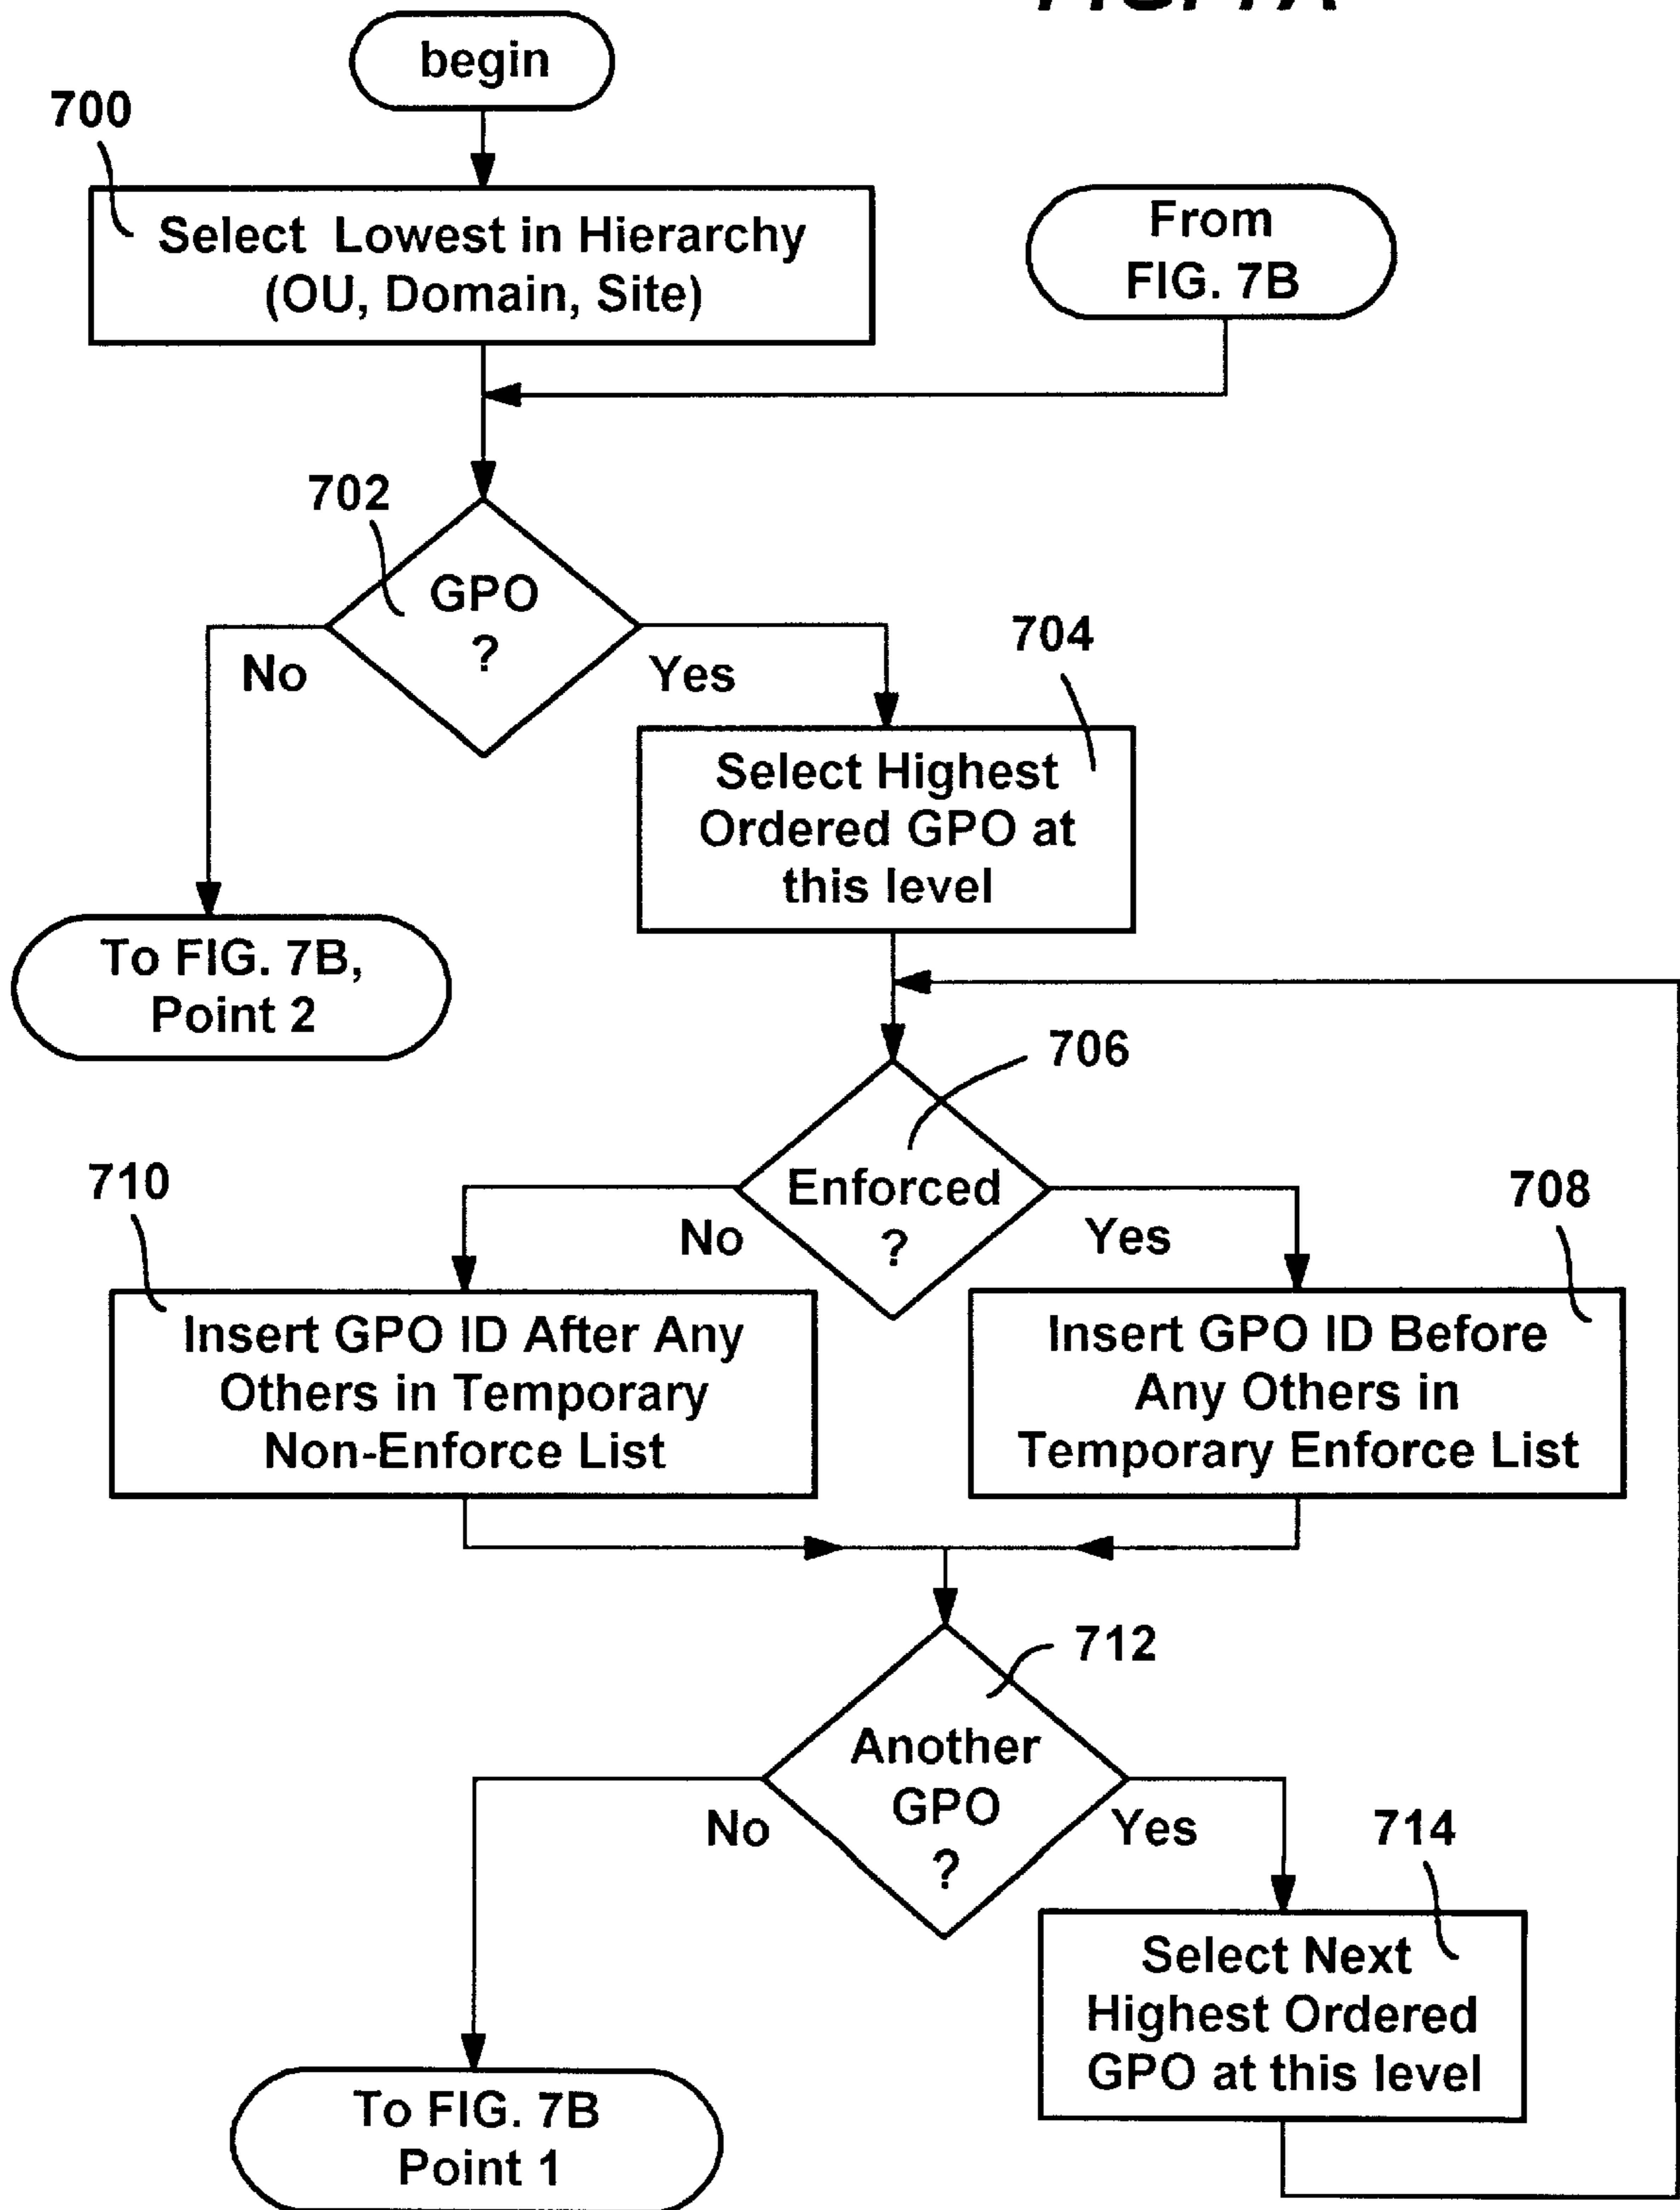 begin
700
Select Lowest in Hierarchy
(OU, Domain, Site)
From
FIG. 7B
702
GPO
?
No
Yes
704
Select Highest
Ordered GPO at
this level
To FIG. 7B,
Point 2
706
Enforced
?
No
Yes
710
Insert GPO ID After Any
Others in Temporary
Non-Enforce List
708
Insert GPO ID Before
Any Others in
Temporary Enforce List
712
Another
GPO
?
No
Yes
714
Select Next
Highest Ordered
GPO at this level
To FIG. 7B
Point 1